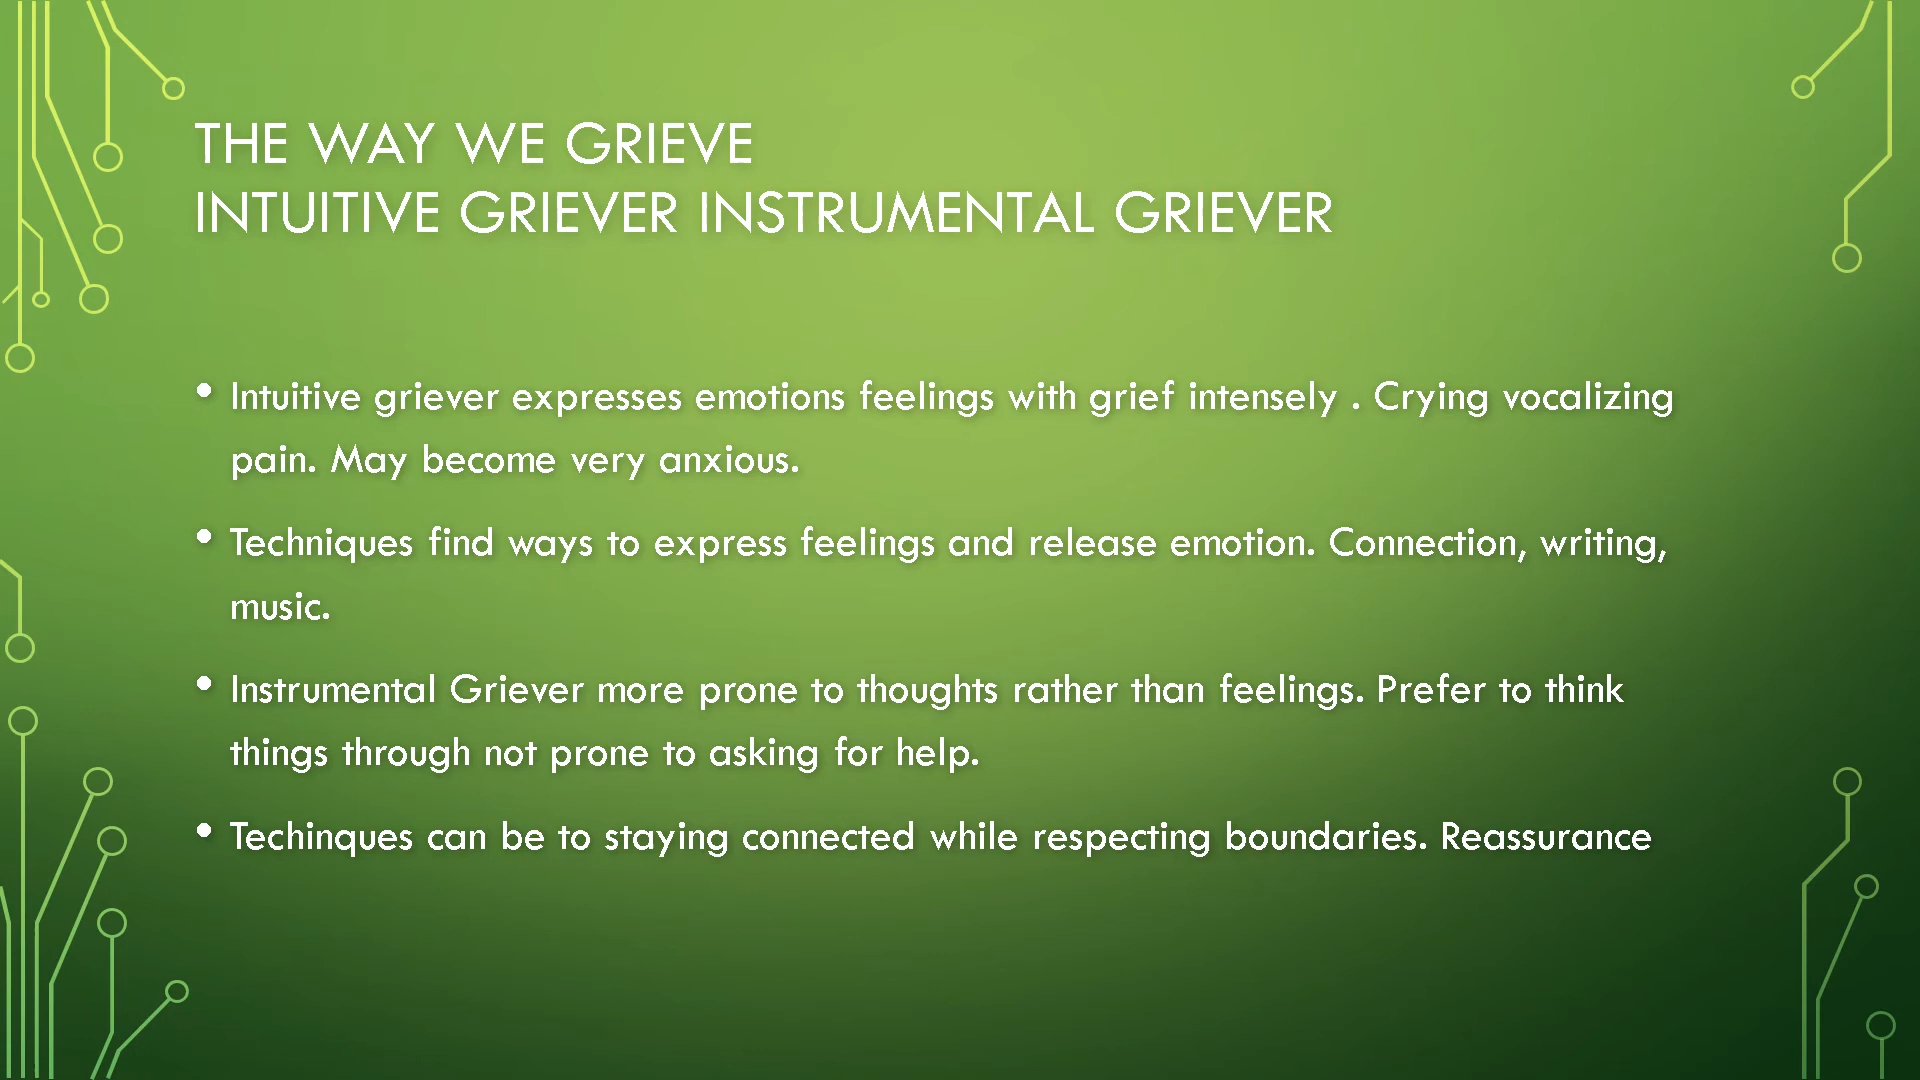 THE WAY WE GRIEVE
INTUITIVE GRIEVER INSTRUMENTAL GRIEVER
• Intuitive griever expresses emotions feelings with grief intensely . Crying vocalizing
pain. May become very anxious.
• Techniques find ways to express feelings and release emotion. Connection, writing,
music.
• Instrumental Griever more prone to thoughts rather than feelings. Prefer to think
things through not prone to asking for help.
• Techinques can be to staying connected while respecting boundaries. Reassurance